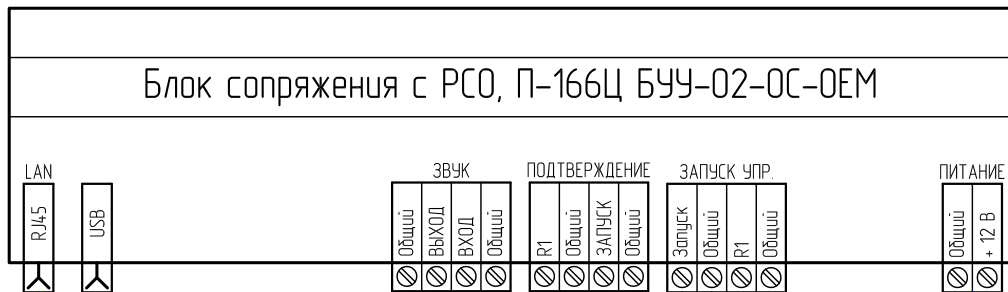 Блок сопряжения с РСО, П-166Ц БУУ-02-ОС-ОЕМ
LAN
ЗВУК
ПОДТВЕРЖДЕНИЕ
ЗАПУСК УПР.
ПИТАНИЕ
RJ45
USB
Общий
ВЫХОД
ВХОД
Общий
R1
Общий
ЗАПУСК
Общий
Запуск
Общий
R1
Общий
Общий
+ 12 В